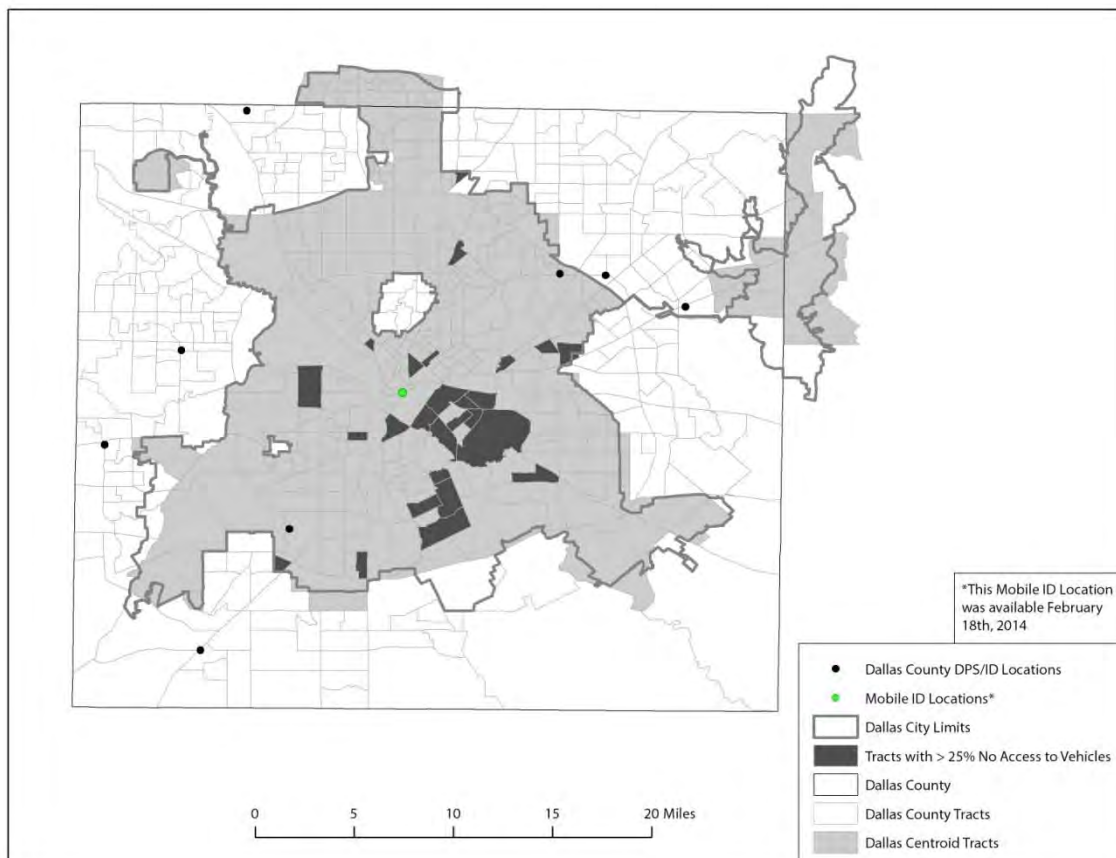 *This Mobile ID Location
was available February
18th, 2014
Dallas County DPS/ID Locations
Mobile ID Locations*
Dallas City Limits
Tracts with > 25% No Access to Vehicles
Dallas County
Dallas County Tracts
Dallas Centroid Tracts
0 5 10 15 20 Miles